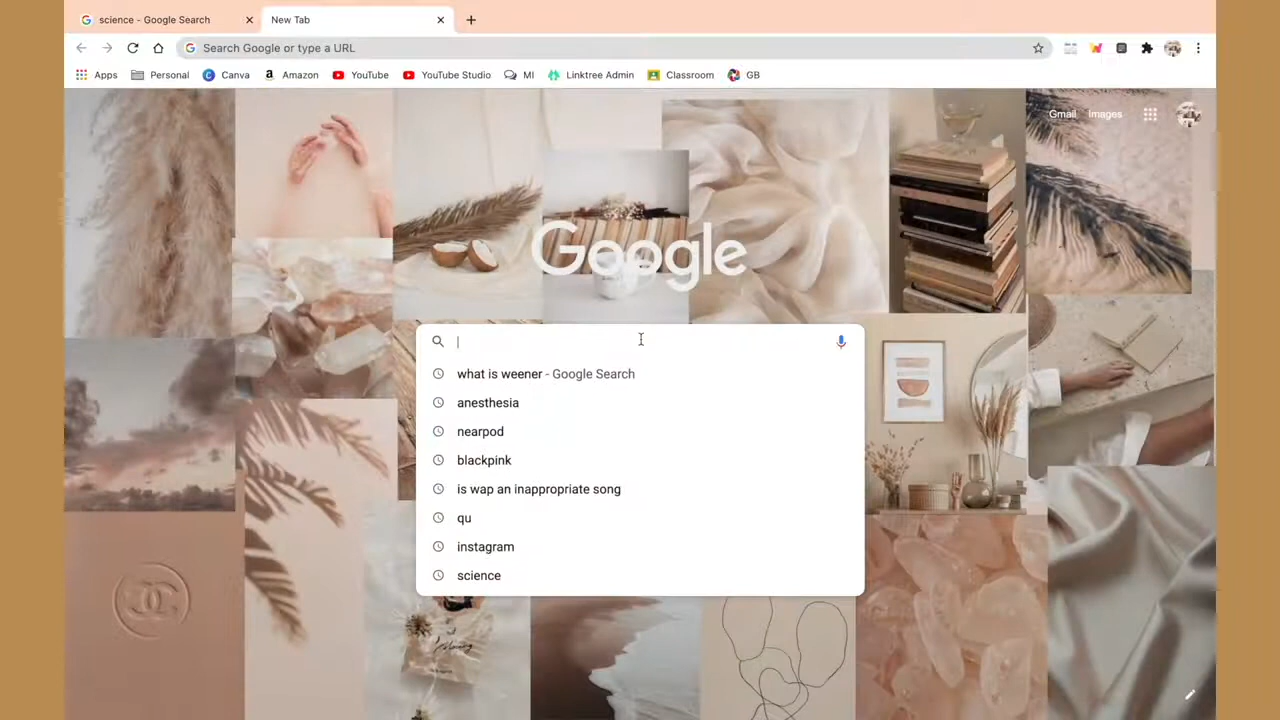 science - Google Search
New Tab
Search Google or type a URL
Apps
Personal
Canva
Amazon
YouTube
YouTube Studio
MI
Linktree Admin
Classroom
GB
Gmail
Images
Google
what is weener - Google Search
anesthesia
nearpod
blackpink
is wap an inappropriate song
qu
instagram
science